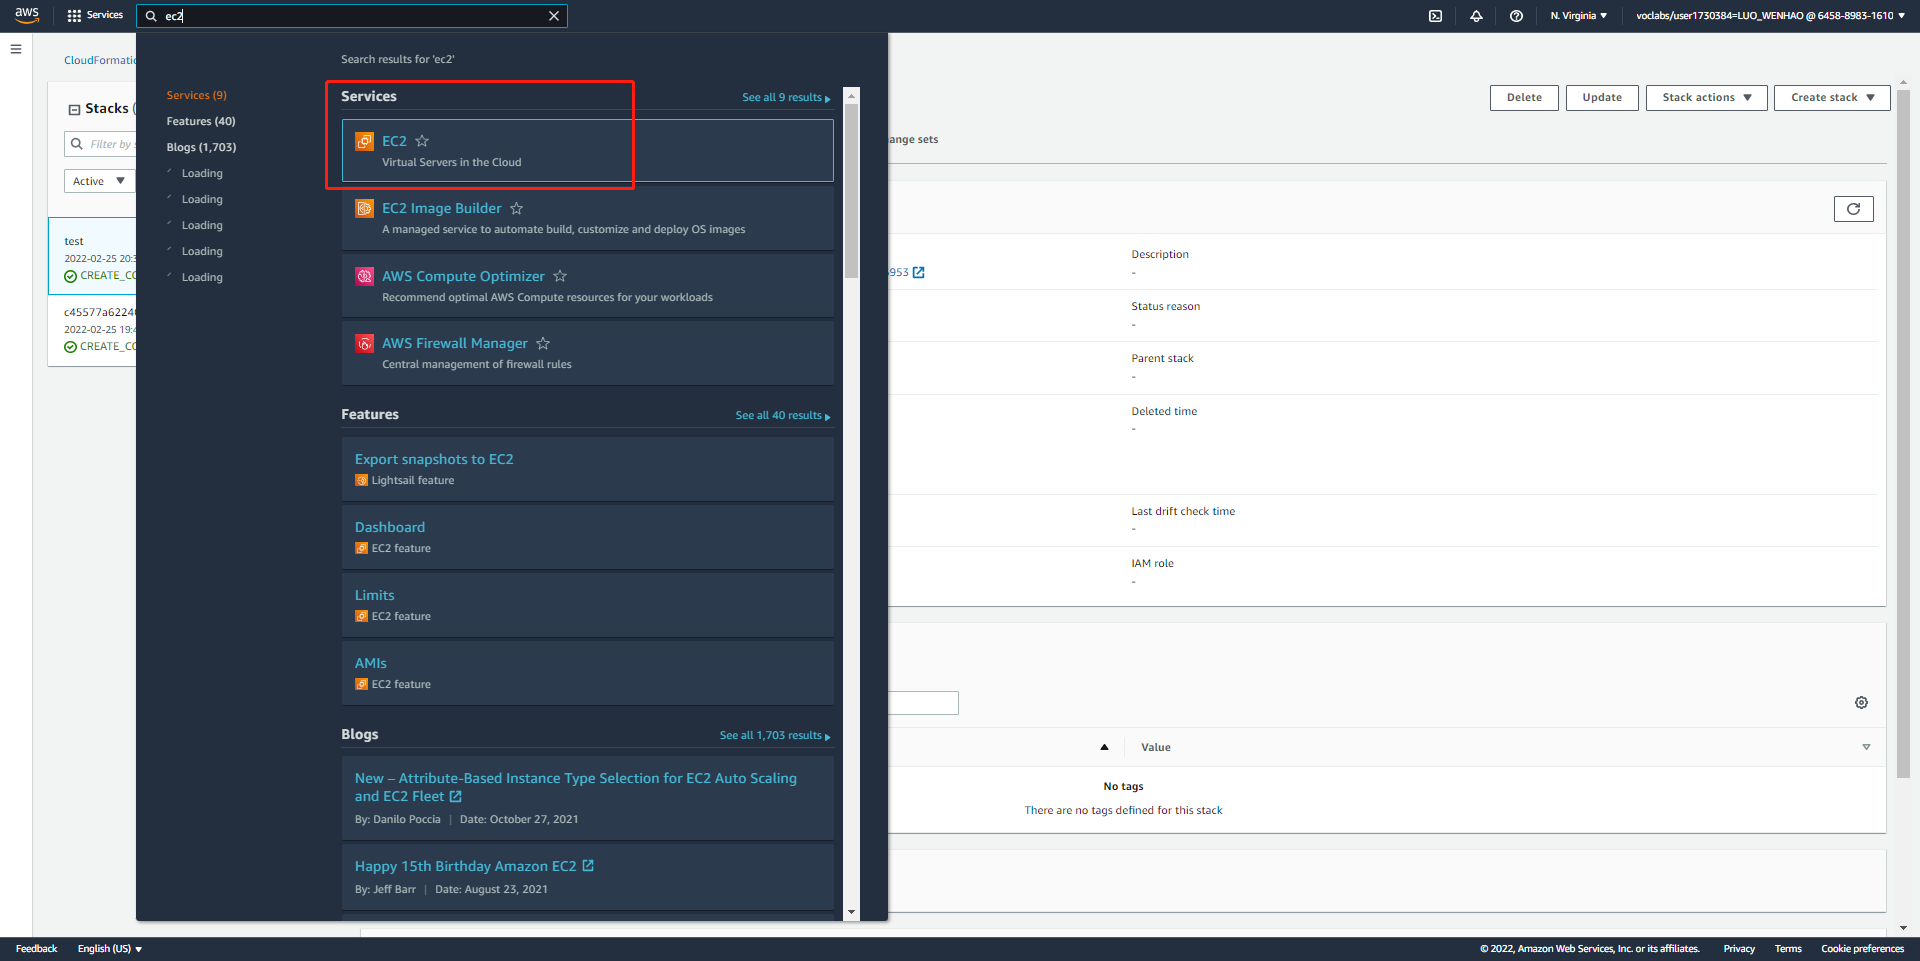 aws
Services
ec2
N. Virginia
voclabs/user1730384=LUO_WENHAO @ 6458-8983-1610
Search results for 'ec2'
Services (9)
Features (40)
Blogs (1,703)
Loading
Loading
Loading
Loading
Loading
Services
See all 9 results
EC2
Virtual Servers in the Cloud
EC2 Image Builder
A managed service to automate build, customize and deploy OS images
AWS Compute Optimizer
Recommend optimal AWS Compute resources for your workloads
AWS Firewall Manager
Central management of firewall rules
Features
See all 40 results
Export snapshots to EC2
Lightsail feature
Dashboard
EC2 feature
Limits
EC2 feature
AMIs
EC2 feature
Blogs
See all 1,703 results
New – Attribute-Based Instance Type Selection for EC2 Auto Scaling
and EC2 Fleet
By: Danilo Poccia | Date: October 27, 2021
Happy 15th Birthday Amazon EC2
By: Jeff Barr | Date: August 23, 2021
CloudFormatio
Stacks (
Filter by s
Active
test
2022-02-25 20:3
CREATE_CO
c45577a62240
2022-02-25 19:4
CREATE_CO
Delete
Update
Stack actions
Create stack
ange sets
953
Description
-
Status reason
-
Parent stack
-
Deleted time
-
Last drift check time
-
IAM role
-
Value
No tags
There are no tags defined for this stack
Feedback
English (US)
© 2022, Amazon Web Services, Inc. or its affiliates.
Privacy
Terms
Cookie preferences